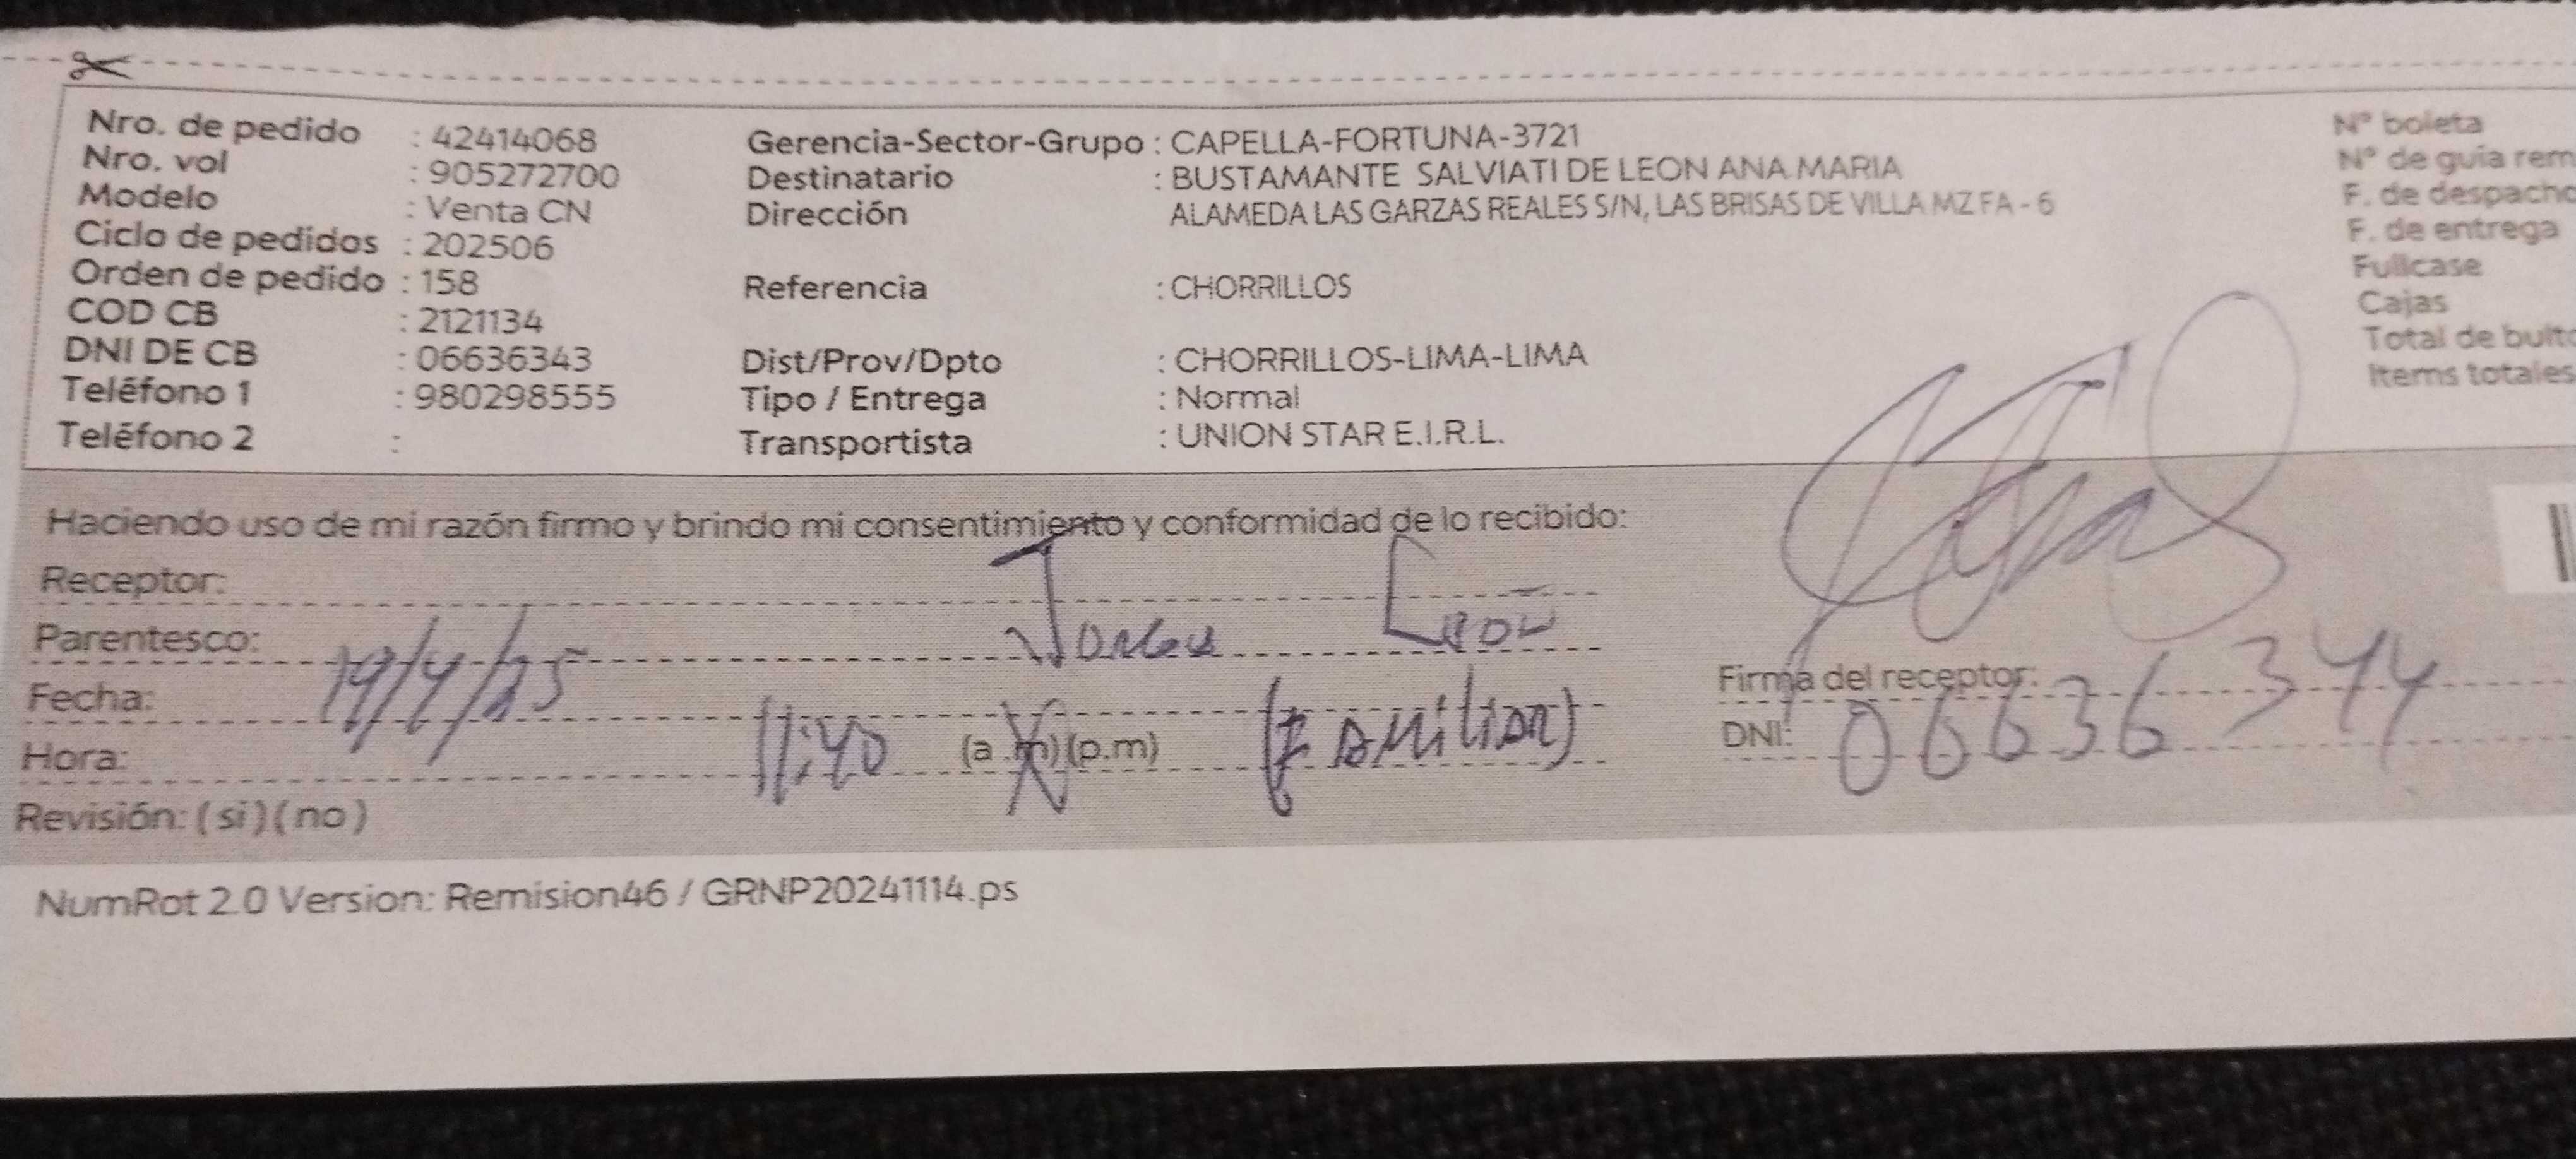 Nro. de pedido : 42414068 Gerencia-Sector-Grupo : CAPELLA-FORTUNA-3721 N° boleta
Nro. vol : 905272700 Destinatario : BUSTAMANTE SALVIATI DE LEON ANA MARIA N° de guía rem
Modelo : Venta CN Dirección ALAMEDA LAS GARZAS REALES S/N, LAS BRISAS DE VILLA MZ FA - 6 F. de despacho
Ciclo de pedidos : 202506 F. de entrega
Orden de pedido : 158 Referencia : CHORRILLOS Fullcase
COD CB : 2121134 Cajas
DNI DE CB : 06636343 Dist/Prov/Dpto : CHORRILLOS-LIMA-LIMA Total de bulto
Teléfono 1 : 980298555 Tipo / Entrega : Normal Items totales
Teléfono 2 : Transportista : UNION STAR E.I.R.L.
Haciendo uso de mi razón firmo y brindo mi consentimiento y conformidad de lo recibido:
Receptor:
Parentesco: Jorge León
Fecha: 19/4/25 Firma del receptor:
Hora: 11:40 (a.m)(p.m) (Familiar) DNI: 06636344
Revisión: (si)(no)
NumRot 2.0 Version: Remision46 / GRNP20241114.ps